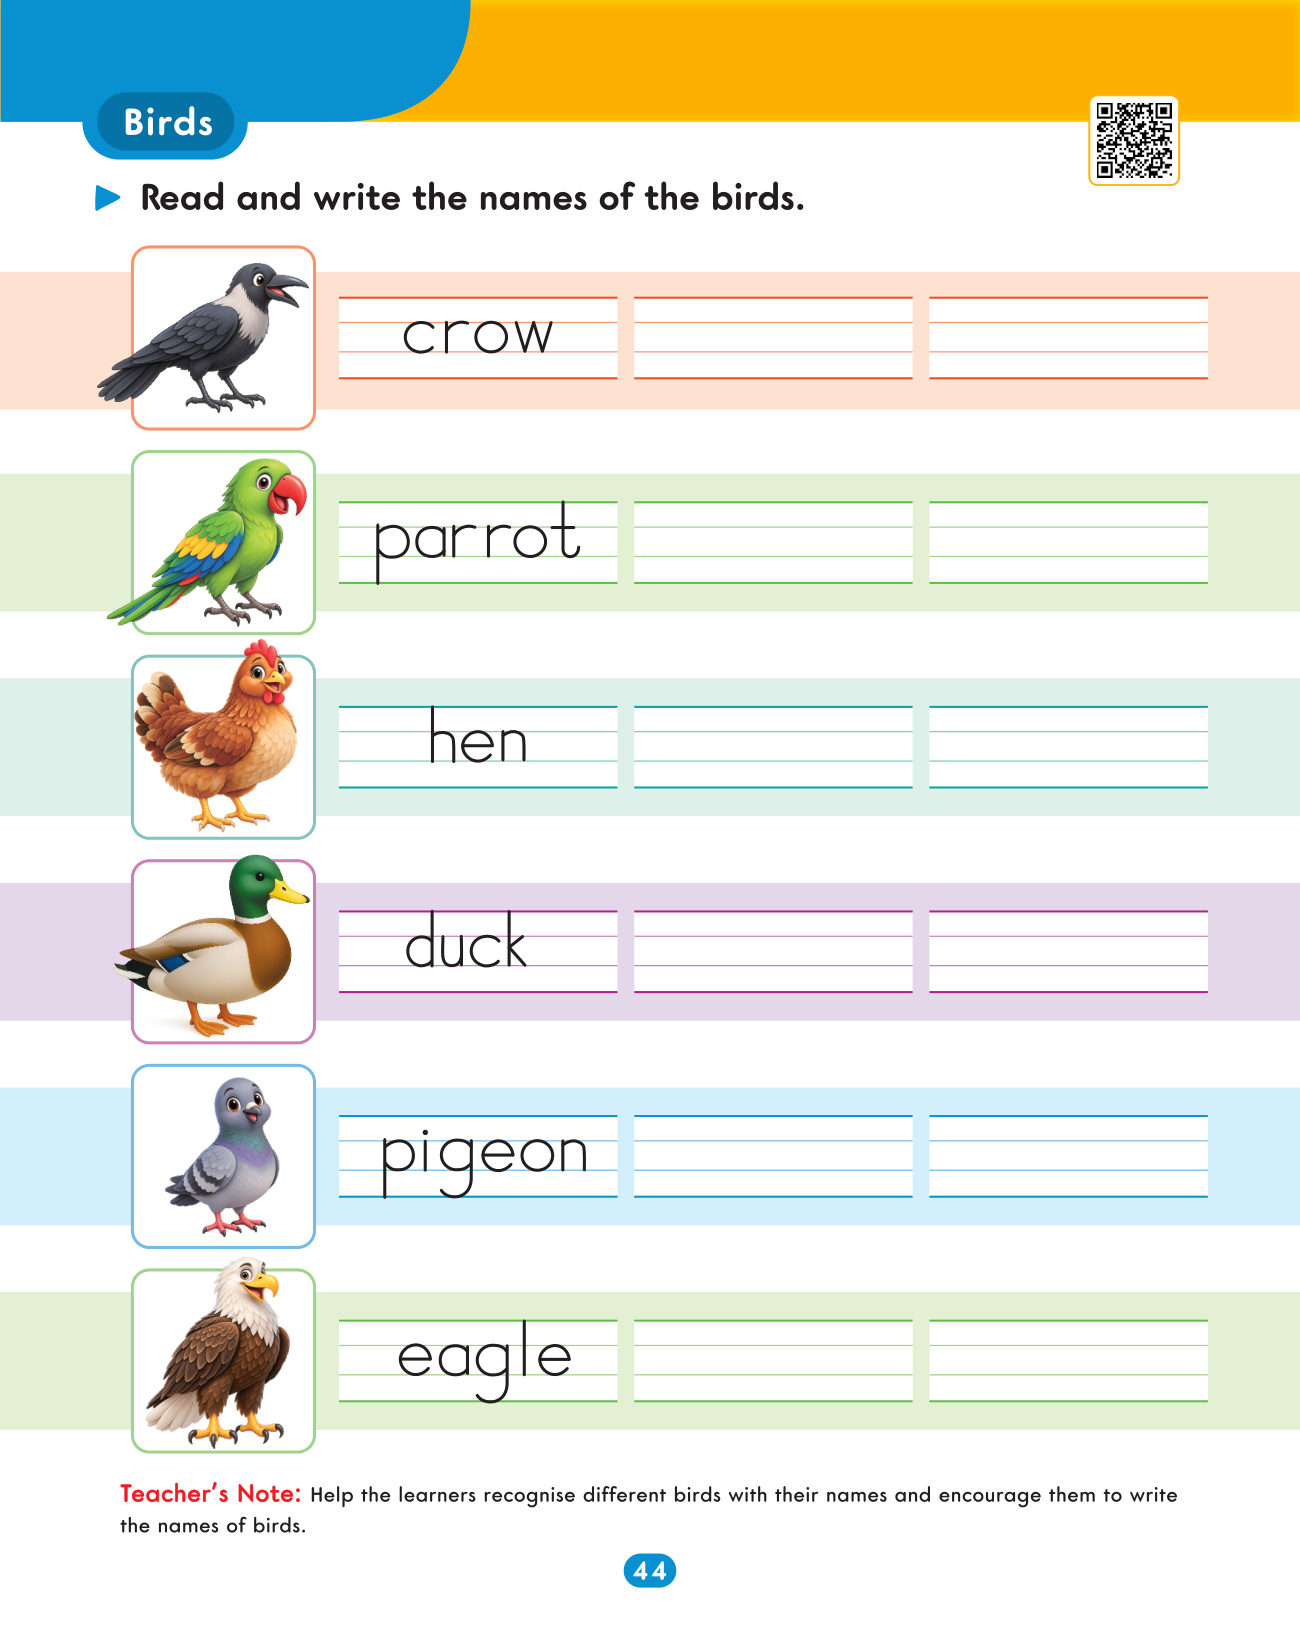 Birds
Read and write the names of the birds.
crow
parrot
hen
duck
pigeon
eagle
Teacher's Note: Help the learners recognise different birds with their names and encourage them to write
the names of birds.
44